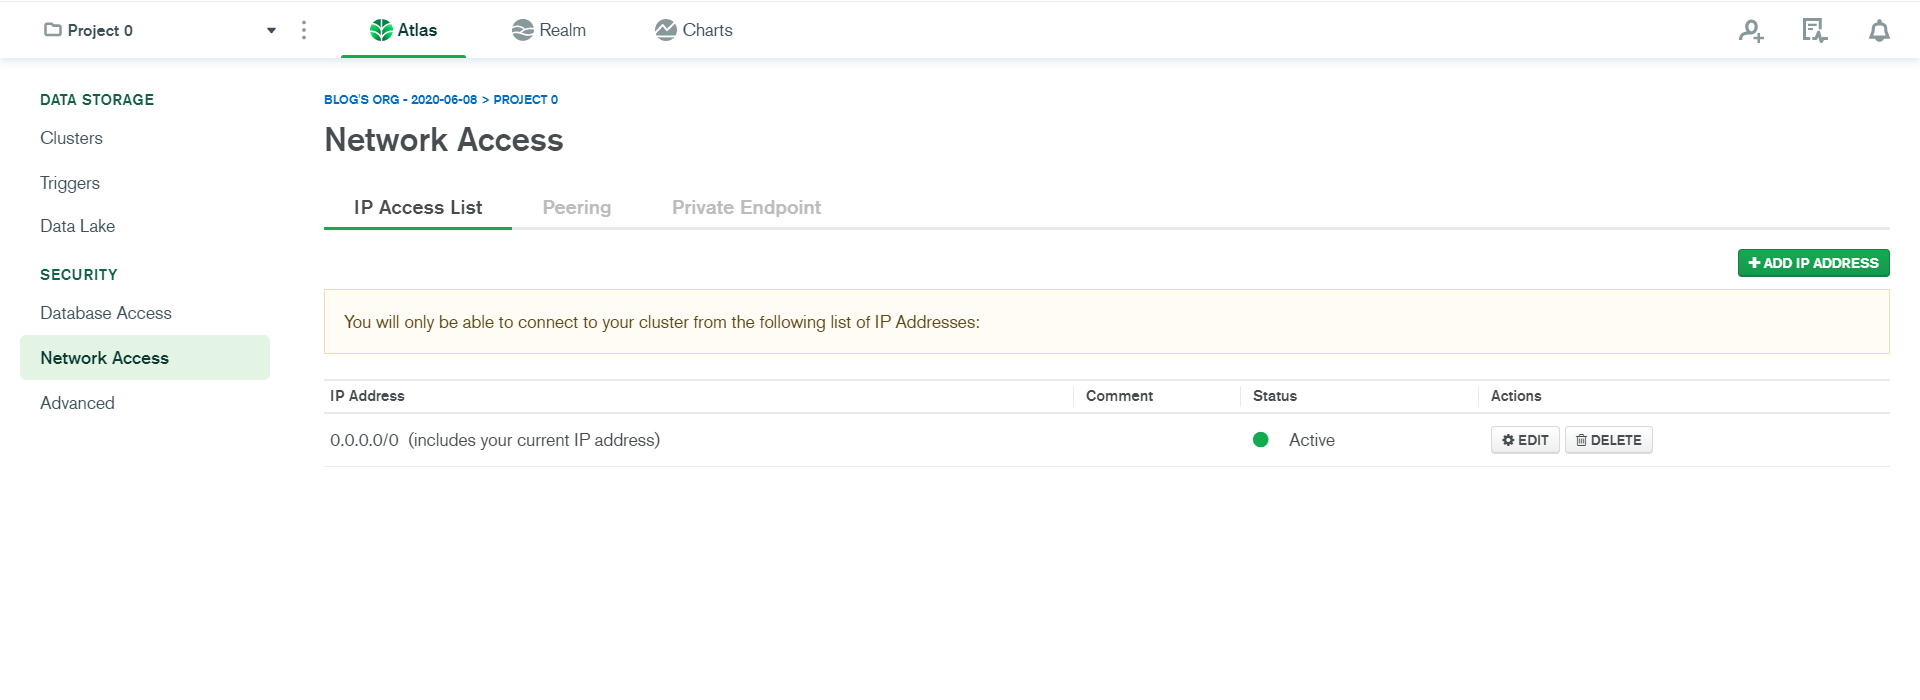 Project 0
Atlas
Realm
Charts
DATA STORAGE
Clusters
Triggers
Data Lake
SECURITY
Database Access
Network Access
Advanced
BLOG'S ORG - 2020-06-08 > PROJECT 0
Network Access
IP Access List
Peering
Private Endpoint
+ ADD IP ADDRESS
You will only be able to connect to your cluster from the following list of IP Addresses:
IP Address Comment Status Actions
0.0.0.0/0 (includes your current IP address) Active EDIT DELETE